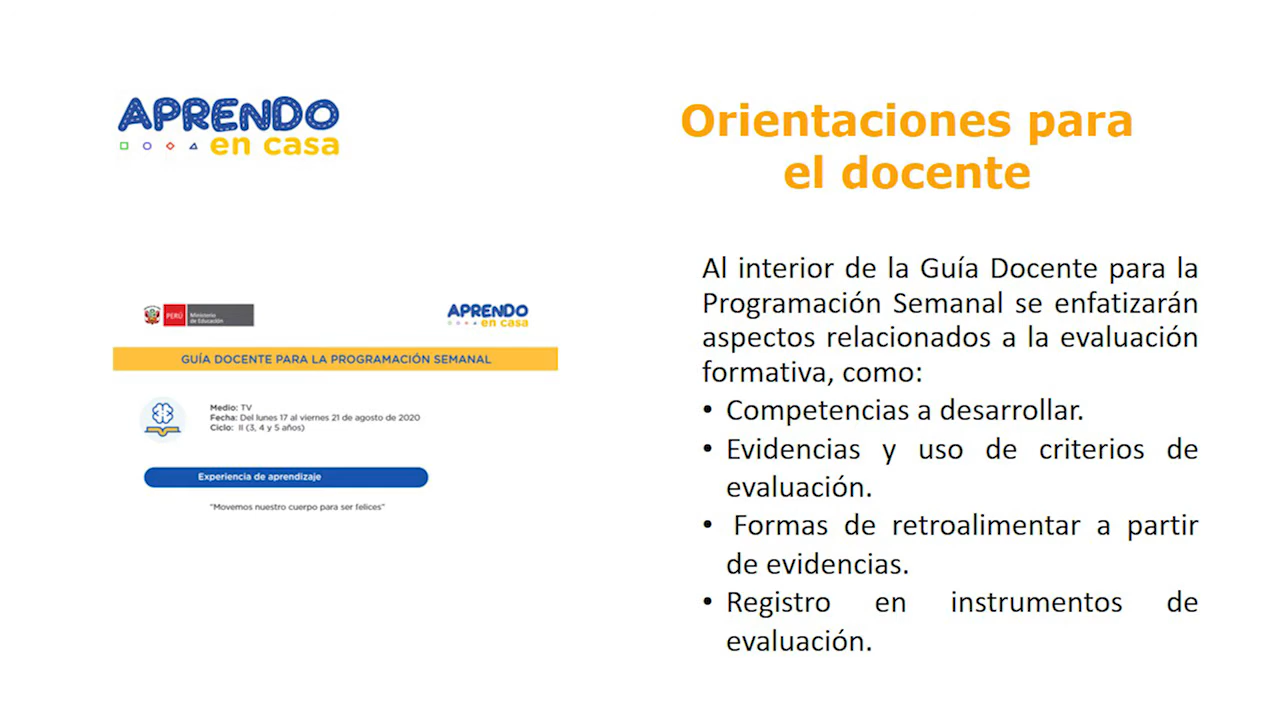 APRENDO
en casa
Orientaciones para
el docente
PERÚ
Ministerio
de Educación
APRENDO
en casa
GUÍA DOCENTE PARA LA PROGRAMACIÓN SEMANAL
Medio: TV
Fecha: Del lunes 17 al viernes 21 de agosto de 2020
Ciclo: II (3, 4 y 5 años)
Experiencia de aprendizaje
"Movemos nuestro cuerpo para ser felices"
Al interior de la Guía Docente para la
Programación Semanal se enfatizarán
aspectos relacionados a la evaluación
formativa, como:
• Competencias a desarrollar.
• Evidencias y uso de criterios de
evaluación.
• Formas de retroalimentar a partir
de evidencias.
• Registro en instrumentos de
evaluación.